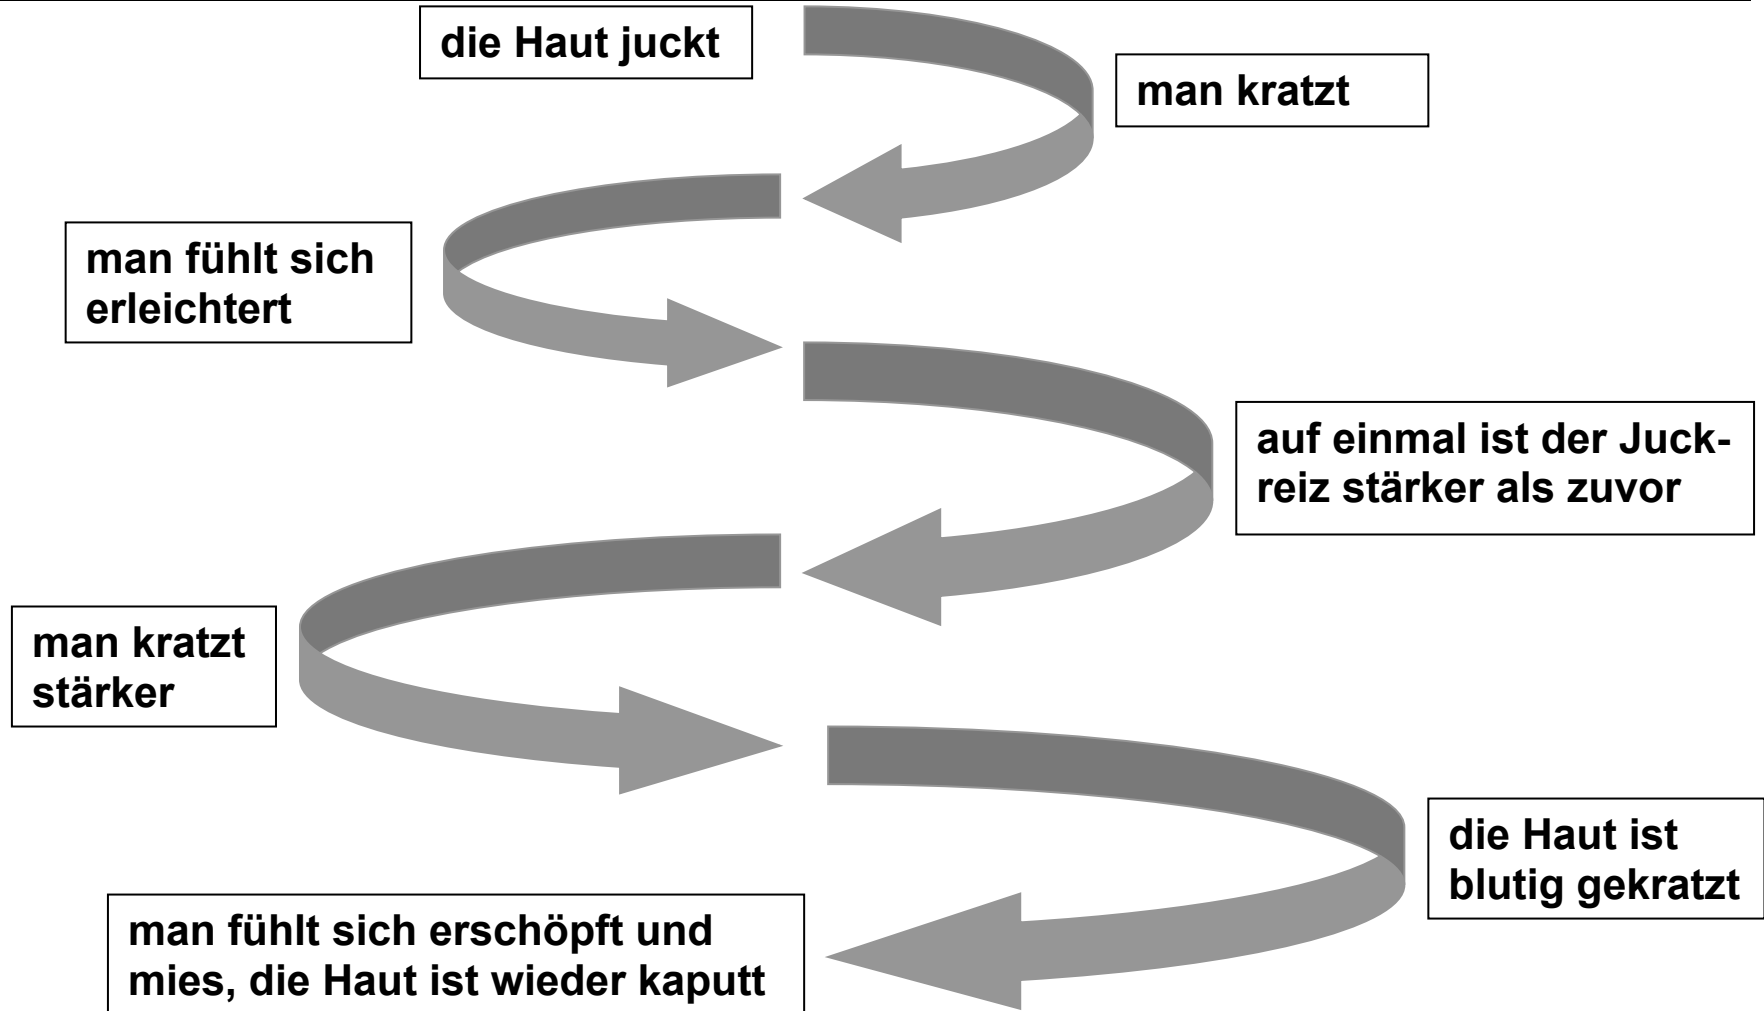 die Haut juckt
man kratzt
man fühlt sich
erleichtert
auf einmal ist der Juck-
reiz stärker als zuvor
man kratzt
stärker
die Haut ist
blutig gekratzt
man fühlt sich erschöpft und
mies, die Haut ist wieder kaputt